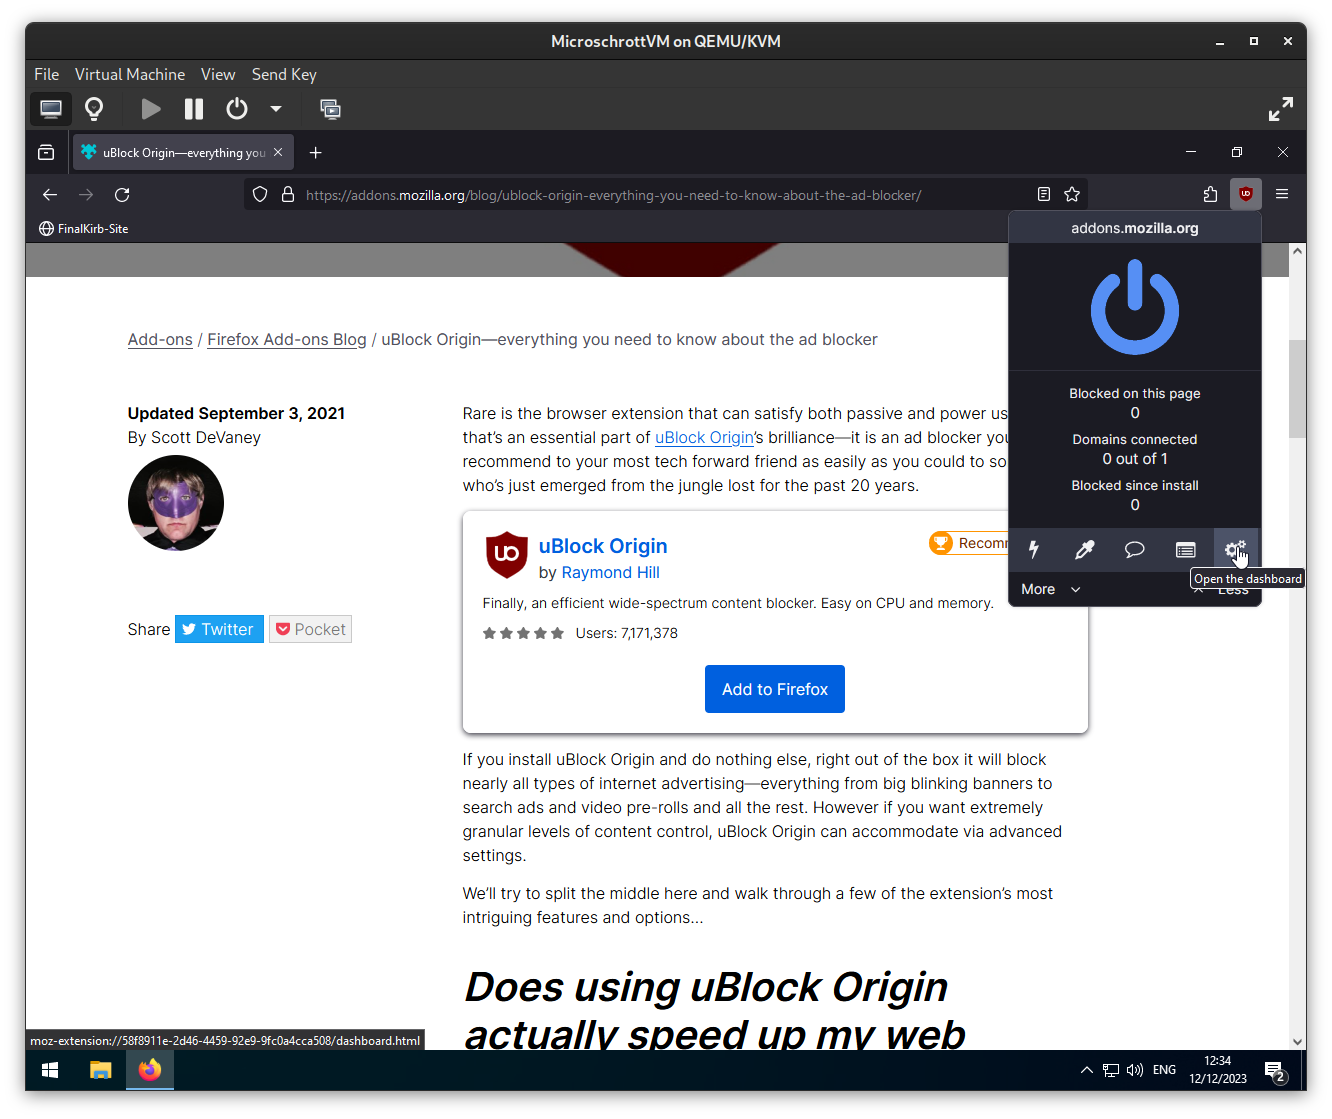 MicroschrottVM on QEMU/KVM
File Virtual Machine View Send Key
uBlock Origin—everything you
https://addons.mozilla.org/blog/ublock-origin-everything-you-need-to-know-about-the-ad-blocker/
FinalKirb-Site
addons.mozilla.org
Blocked on this page
0
Domains connected
0 out of 1
Blocked since install
0
Open the dashboard
More
Less
Add-ons / Firefox Add-ons Blog / uBlock Origin—everything you need to know about the ad blocker
Updated September 3, 2021
By Scott DeVaney
Share Twitter Pocket
Rare is the browser extension that can satisfy both passive and power us
that's an essential part of uBlock Origin's brilliance—it is an ad blocker you
recommend to your most tech forward friend as easily as you could to so
who's just emerged from the jungle lost for the past 20 years.
uBlock Origin
Recomm
by Raymond Hill
Finally, an efficient wide-spectrum content blocker. Easy on CPU and memory.
Users: 7,171,378
Add to Firefox
If you install uBlock Origin and do nothing else, right out of the box it will block
nearly all types of internet advertising—everything from big blinking banners to
search ads and video pre-rolls and all the rest. However if you want extremely
granular levels of content control, uBlock Origin can accommodate via advanced
settings.
We'll try to split the middle here and walk through a few of the extension's most
intriguing features and options…
Does using uBlock Origin
actually speed up my web
moz-extension://58f8911e-2d46-4459-92e9-9fc0a4cca508/dashboard.html
ENG
12:34
12/12/2023
2